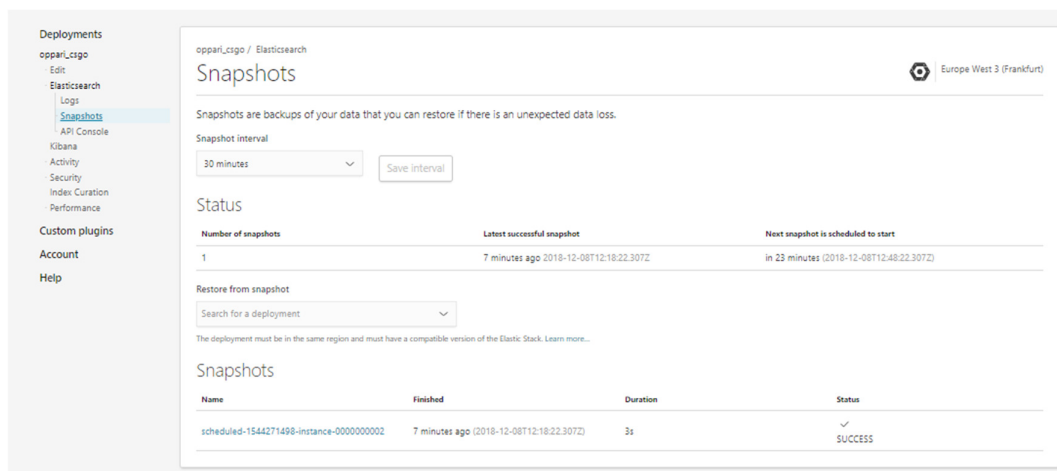 Deployments
oppari_csgo
Edit
Elasticsearch
Logs
Snapshots
API Console
Kibana
Activity
Security
Index Curation
Performance
Custom plugins
Account
Help
oppari_csgo / Elasticsearch
Snapshots
Europe West 3 (Frankfurt)
Snapshots are backups of your data that you can restore if there is an unexpected data loss.
Snapshot interval
30 minutes
Save interval
Status
Number of snapshots Latest successful snapshot Next snapshot is scheduled to start
1 7 minutes ago 2018-12-08T12:18:22.307Z in 23 minutes (2018-12-08T12:48:22.307Z)
Restore from snapshot
Search for a deployment
The deployment must be in the same region and must have a compatible version of the Elastic Stack. Learn more...
Snapshots
Name Finished Duration Status
scheduled-1544271498-instance-0000000002 7 minutes ago (2018-12-08T12:18:22.307Z) 3s SUCCESS